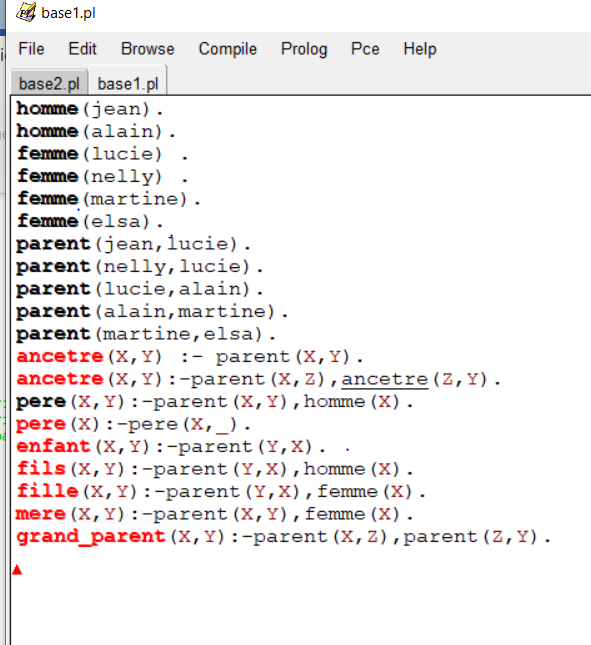 base1.pl
File Edit Browse Compile Prolog Pce Help
base2.pl base1.pl
homme(jean).
homme(alain).
femme(lucie) .
femme(nelly) .
femme(martine).
femme(elsa).
parent(jean,lucie).
parent(nelly,lucie).
parent(lucie,alain).
parent(alain,martine).
parent(martine,elsa).
ancetre(X,Y) :- parent(X,Y).
ancetre(X,Y):-parent(X,Z),ancetre(Z,Y).
pere(X,Y):-parent(X,Y),homme(X).
pere(X):-pere(X,_).
enfant(X,Y):-parent(Y,X).
fils(X,Y):-parent(Y,X),homme(X).
fille(X,Y):-parent(Y,X),femme(X).
mere(X,Y):-parent(X,Y),femme(X).
grand_parent(X,Y):-parent(X,Z),parent(Z,Y).